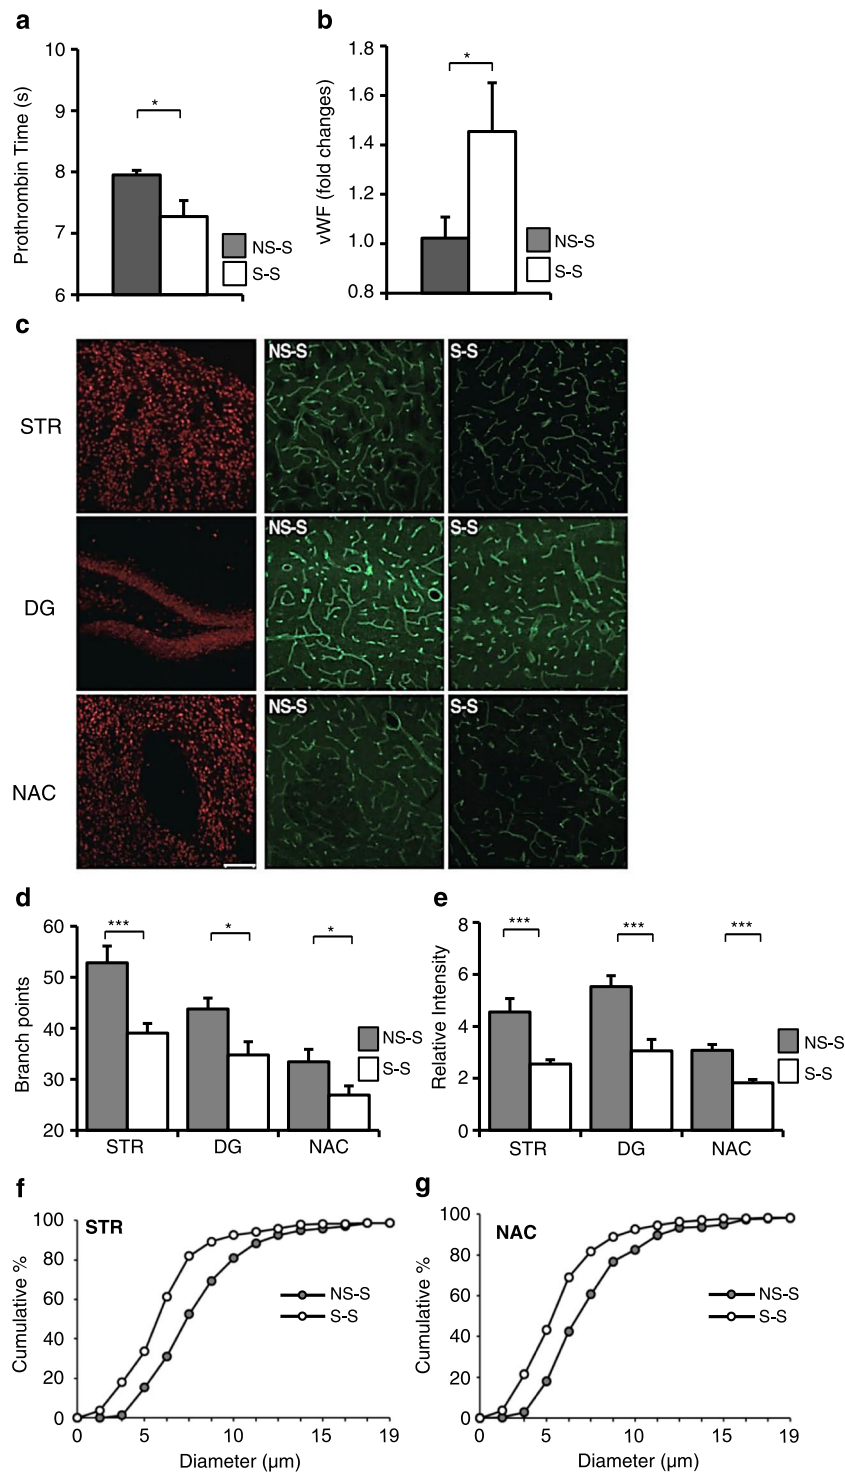 a
Prothrombin Time (s)
10
9
8
7
6
*
NS-S
S-S
b
vWF (fold changes)
1.8
1.6
1.4
1.2
1.0
0.8
*
NS-S
S-S
c
STR
NS-S
S-S
DG
NS-S
S-S
NAC
NS-S
S-S
d
Branch points
60
50
40
30
20
***
*
*
NS-S
S-S
STR
DG
NAC
e
Relative Intensity
8
6
4
2
0
***
***
***
NS-S
S-S
STR
DG
NAC
f
STR
Cumulative %
100
80
60
40
20
0
NS-S
S-S
0
5
10
15
19
Diameter (μm)
g
NAC
Cumulative %
100
80
60
40
20
0
NS-S
S-S
0
5
10
15
19
Diameter (μm)